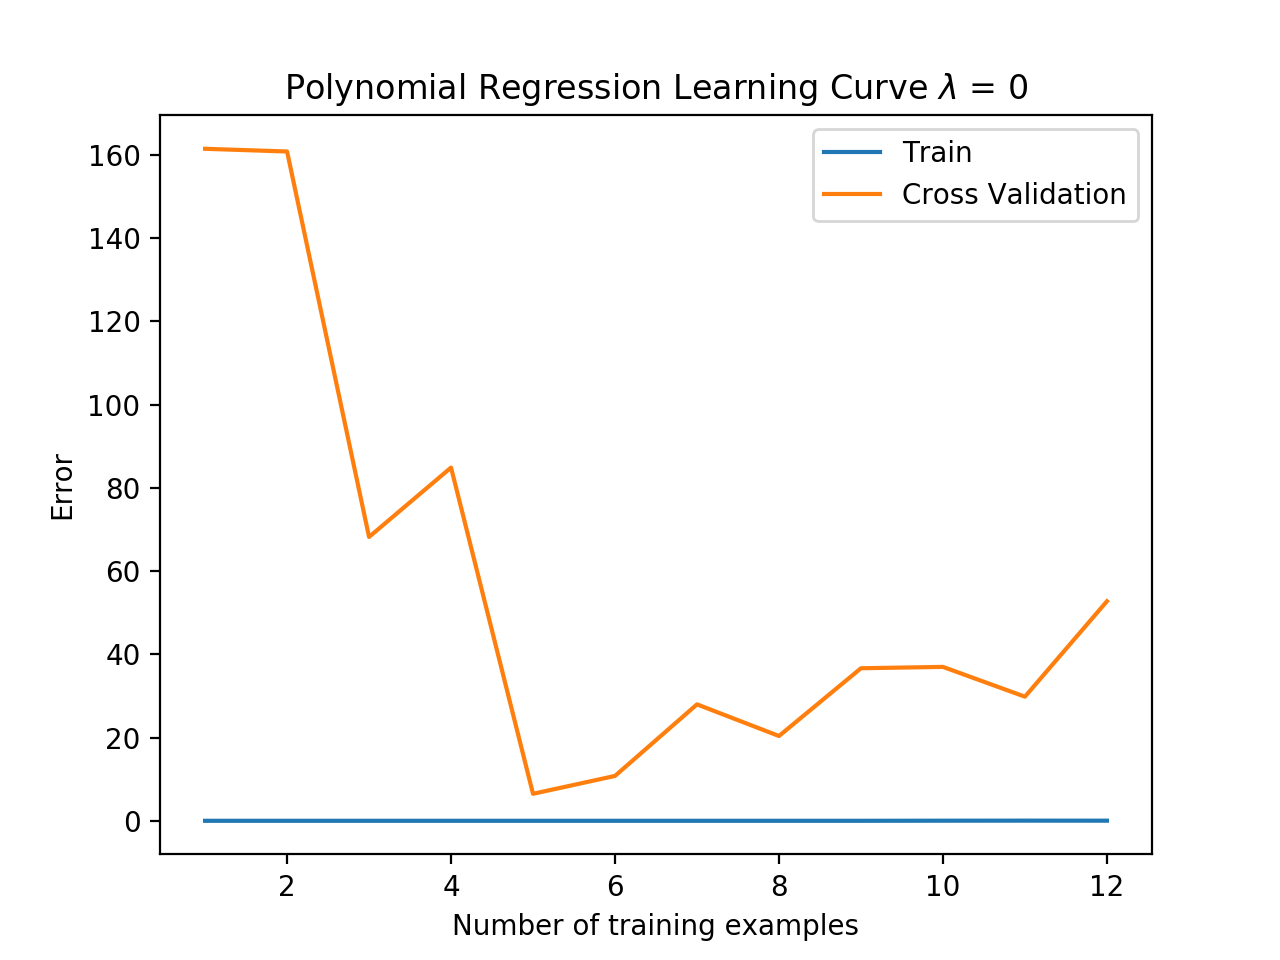 Polynomial Regression Learning Curve λ = 0
Train
Cross Validation
160
140
120
100
80
60
40
20
0
Error
2 4 6 8 10 12
Number of training examples